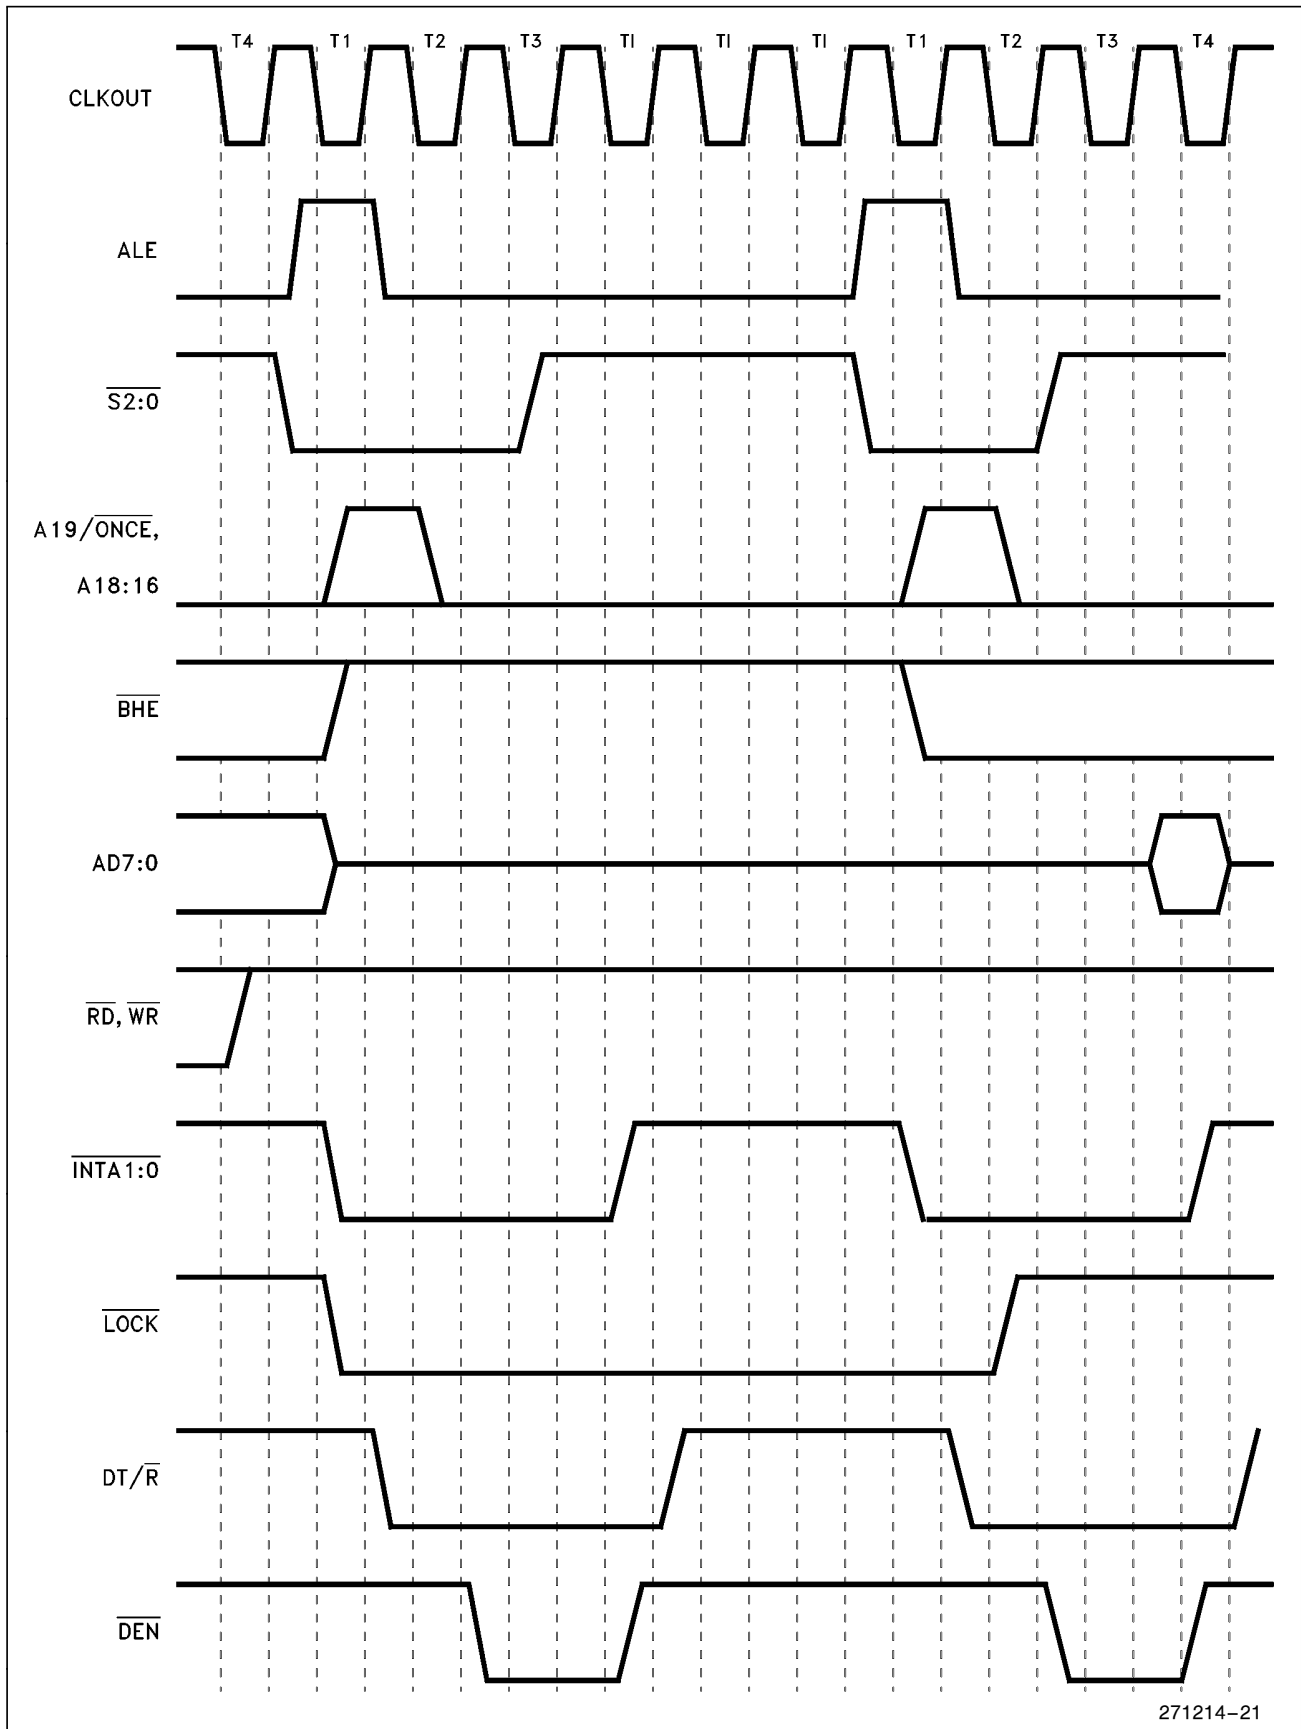 T4 T1 T2 T3 TI TI TI T1 T2 T3 T4
CLKOUT
ALE
S2:0
A19/ONCE,
A18:16
BHE
AD7:0
RD, WR
INTA1:0
LOCK
DT/R
DEN
271214-21